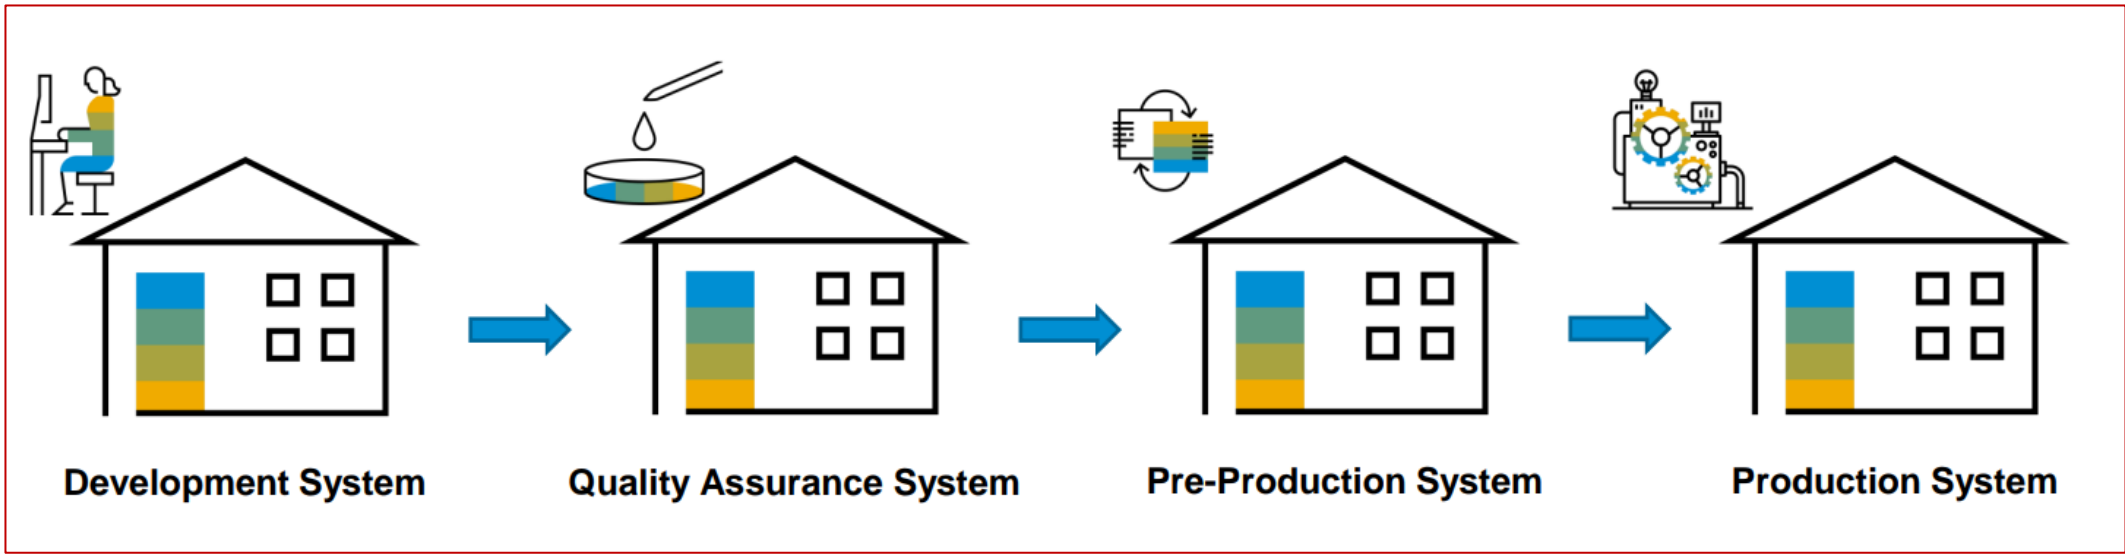 Development System
Quality Assurance System
Pre-Production System
Production System